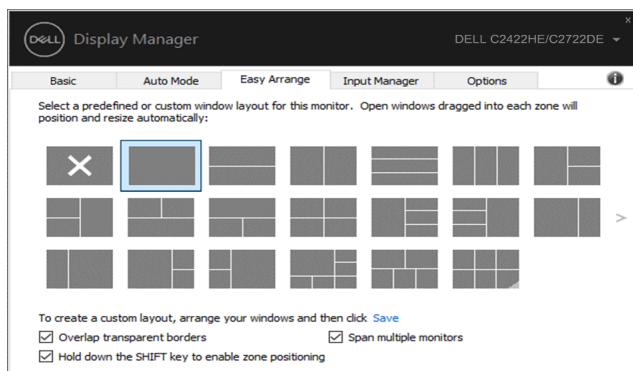 DELL Display Manager
DELL C2422HE/C2722DE
Basic Auto Mode Easy Arrange Input Manager Options
Select a predefined or custom window layout for this monitor. Open windows dragged into each zone will
position and resize automatically:
To create a custom layout, arrange your windows and then click Save
Overlap transparent borders Span multiple monitors
Hold down the SHIFT key to enable zone positioning